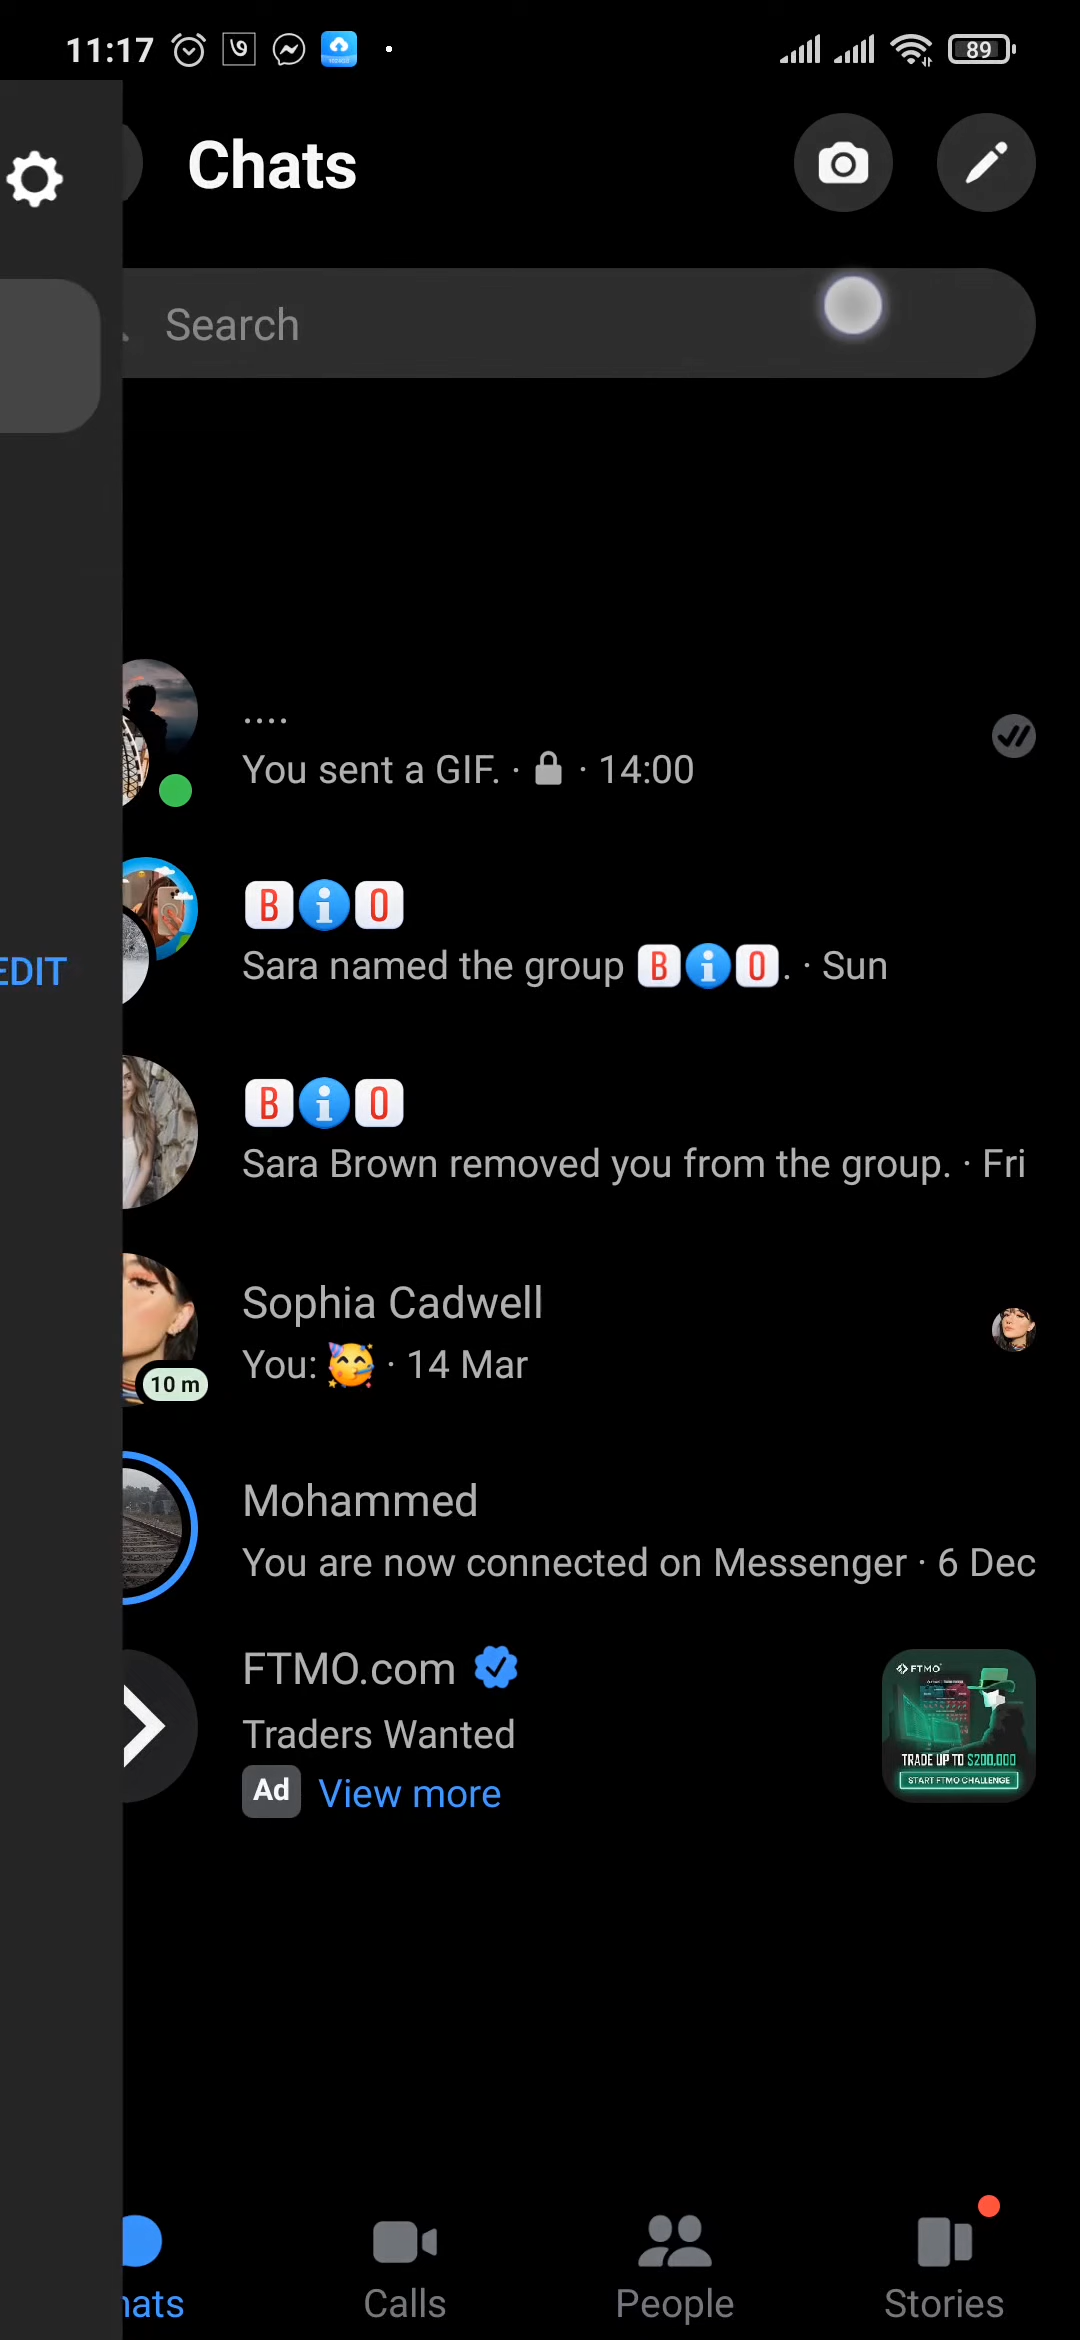 11:17
89
Chats
Search
....
You sent a GIF. · 🔒 · 14:00
🅱ℹ🅾
Sara named the group 🅱ℹ🅾. · Sun
EDIT
🅱ℹ🅾
Sara Brown removed you from the group. · Fri
Sophia Cadwell
You: 🥳 · 14 Mar
10 m
Mohammed
You are now connected on Messenger · 6 Dec
FTMO.com
Traders Wanted
Ad View more
FTMO
TRADE UP TO $200.000
START FTMO CHALLENGE
hats
Calls
People
Stories